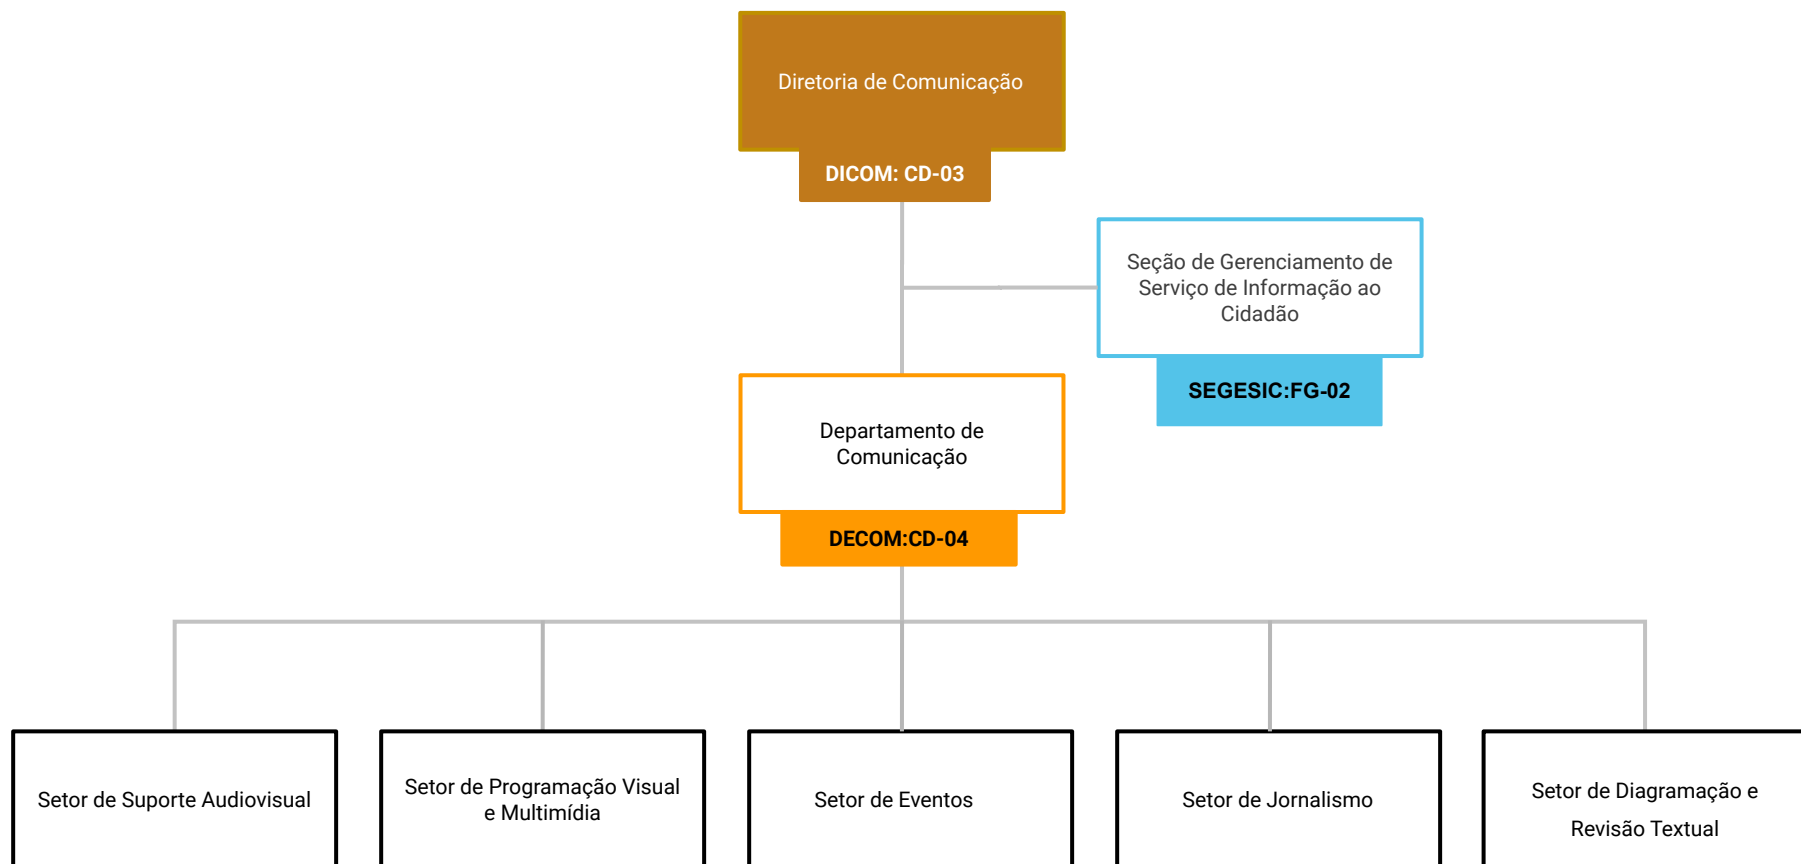 Diretoria de Comunicação
DICOM: CD-03
Seção de Gerenciamento de
Serviço de Informação ao
Cidadão
SEGESIC:FG-02
Departamento de
Comunicação
DECOM:CD-04
Setor de Suporte Audiovisual
Setor de Programação Visual
e Multimídia
Setor de Eventos
Setor de Jornalismo
Setor de Diagramação e
Revisão Textual